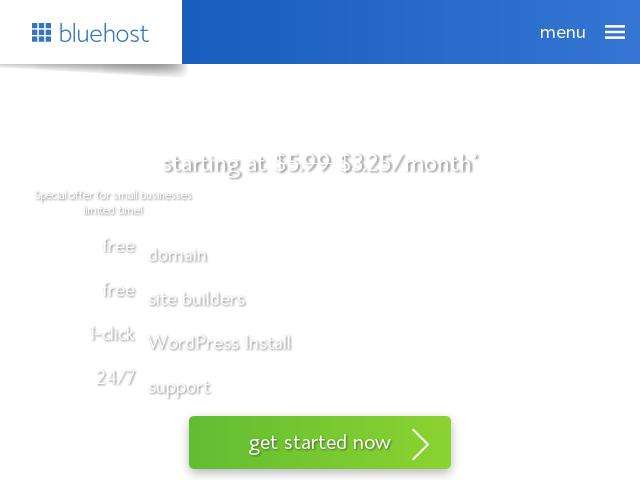 bluehost
menu
starting at $5.99 $3.25/month*
Special offer for small businesses
limited time!
free domain
free site builders
1-click WordPress Install
24/7 support
get started now